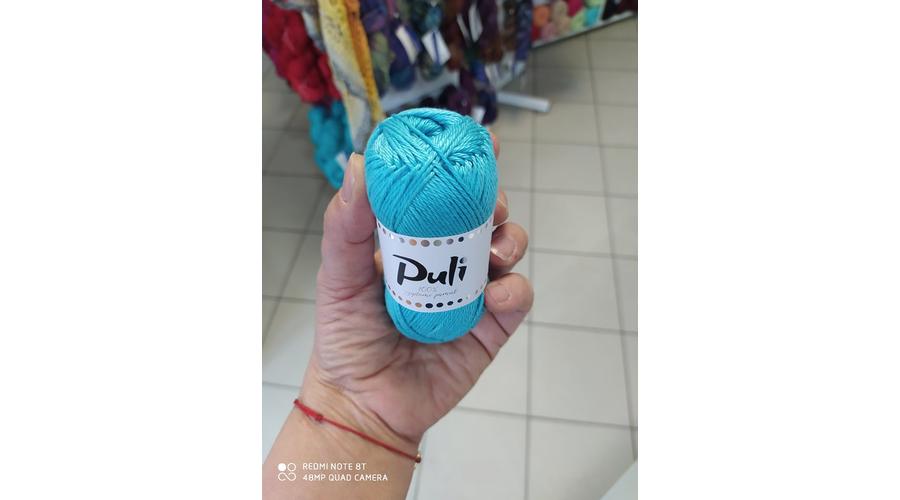 Puli
100%
REDMI NOTE 8T
48MP QUAD CAMERA